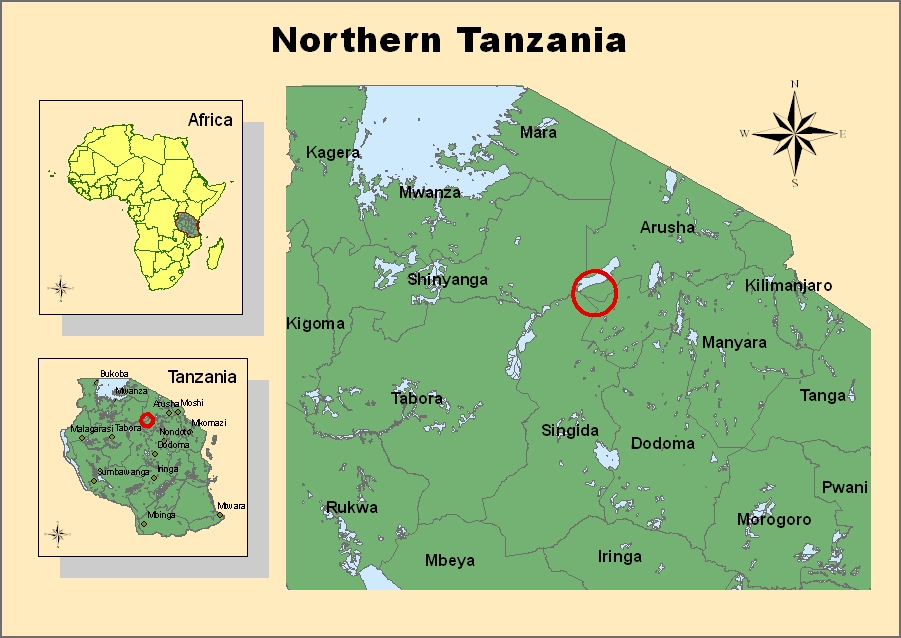 Northern Tanzania
Africa
Tanzania
Bukoba
Mwanza
Arusha
Moshi
Mkomazi
Malagarasi
Tabora
Nondoto
Dodoma
Sumbawanga
Iringa
Mbinga
Mtwara
N
W
E
S
Mara
Kagera
Mwanza
Arusha
Shinyanga
Kilimanjaro
Kigoma
Manyara
Tabora
Tanga
Singida
Dodoma
Pwani
Rukwa
Morogoro
Mbeya
Iringa